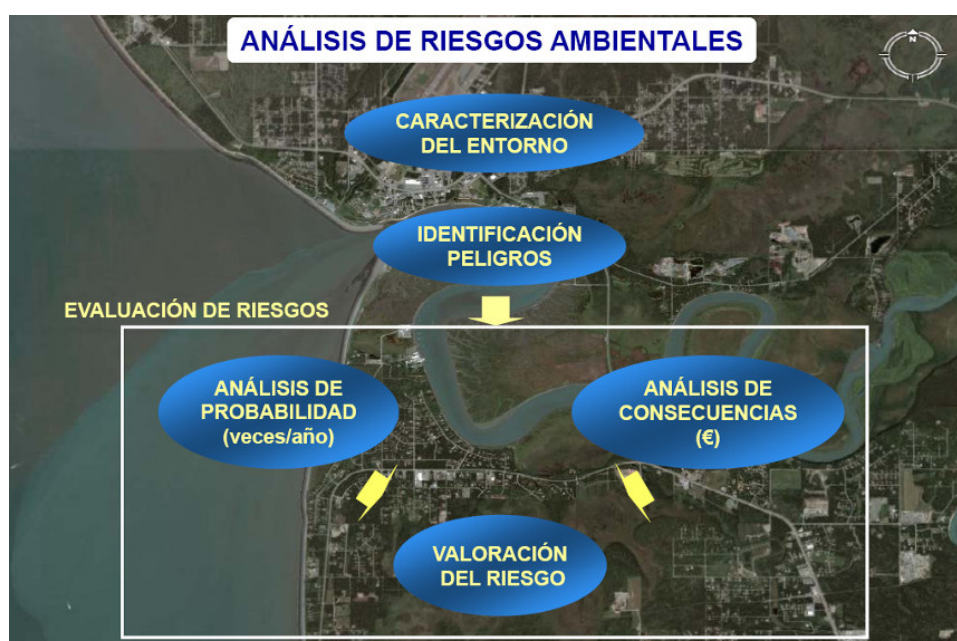 ANÁLISIS DE RIESGOS AMBIENTALES
N
CARACTERIZACIÓN
DEL ENTORNO
IDENTIFICACIÓN
PELIGROS
EVALUACIÓN DE RIESGOS
ANÁLISIS DE
PROBABILIDAD
(veces/año)
ANÁLISIS DE
CONSECUENCIAS
(€)
VALORACIÓN
DEL RIESGO